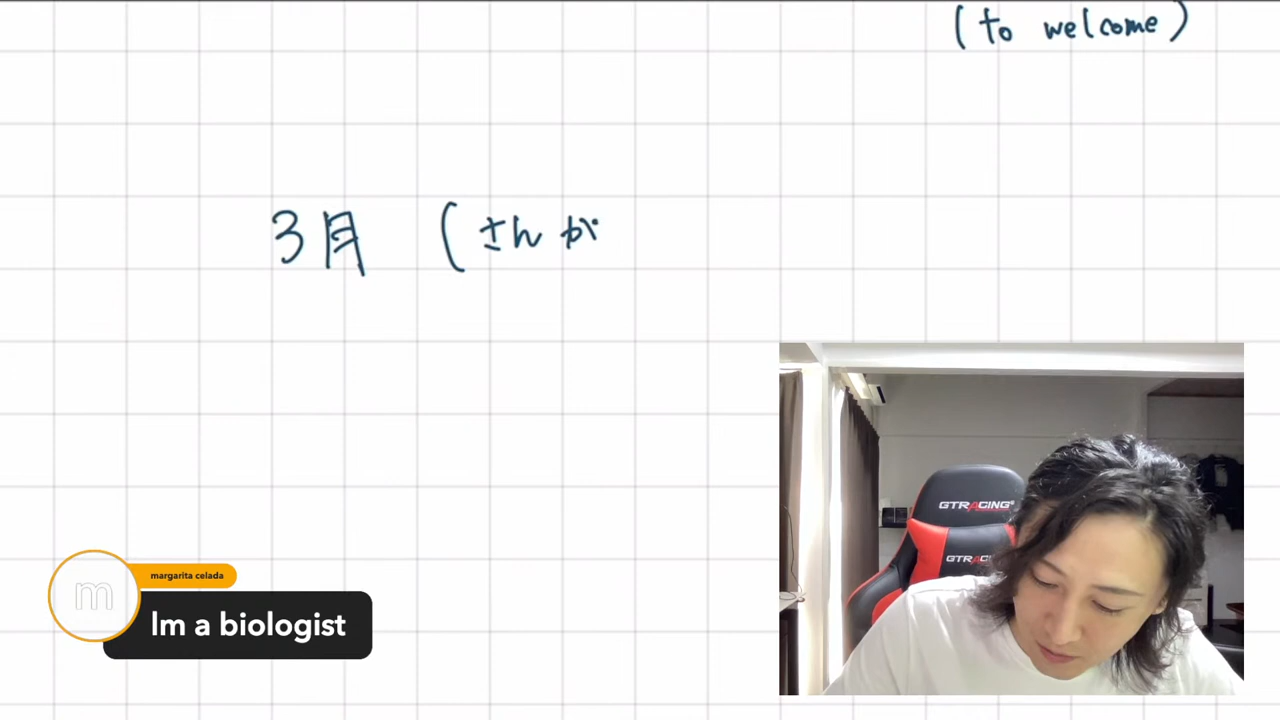 (to welcome)
3月 (さんが
GTRACING
GTRACING
margarita celada
m
Im a biologist